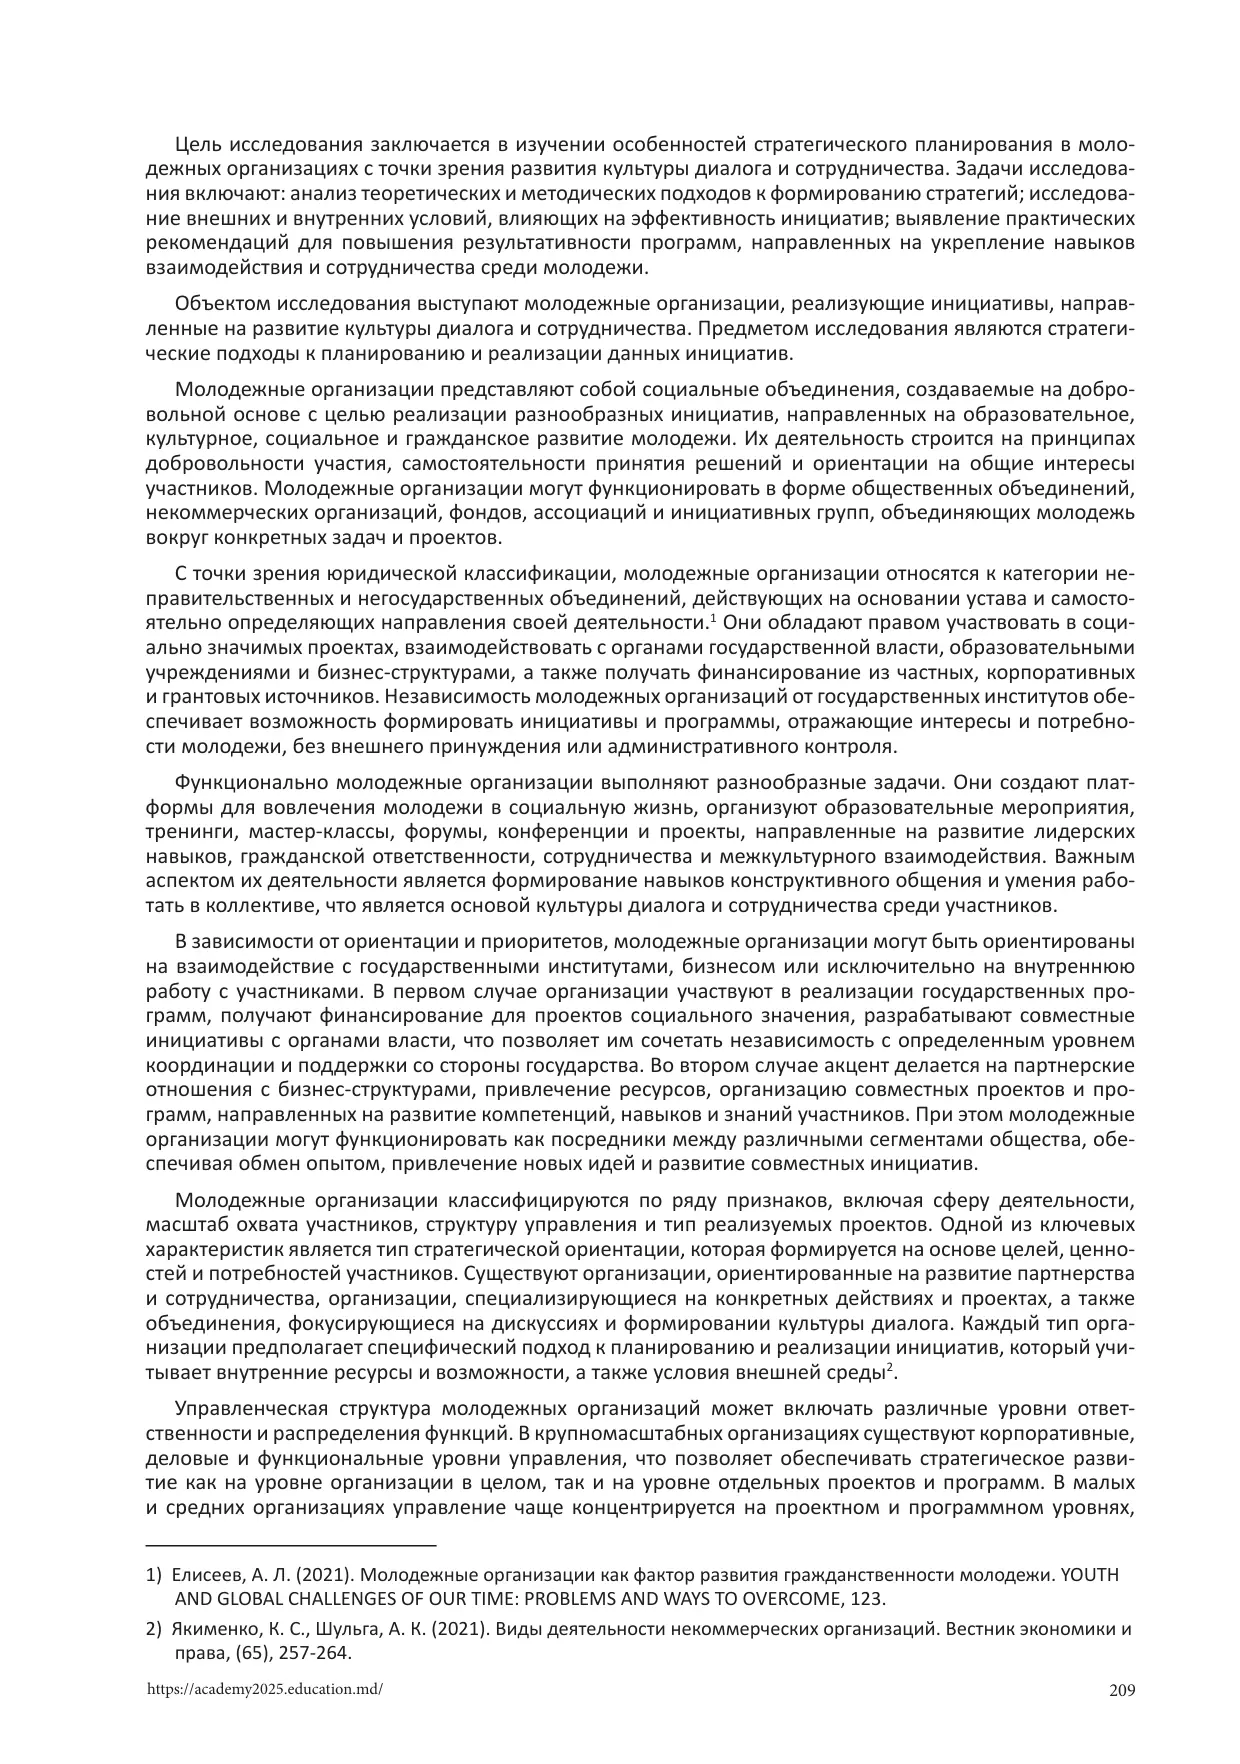 Цель исследования заключается в изучении особенностей стратегического планирования в моло-
дежных организациях с точки зрения развития культуры диалога и сотрудничества. Задачи исследова-
ния включают: анализ теоретических и методических подходов к формированию стратегий; исследова-
ние внешних и внутренних условий, влияющих на эффективность инициатив; выявление практических
рекомендаций для повышения результативности программ, направленных на укрепление навыков
взаимодействия и сотрудничества среди молодежи.
Объектом исследования выступают молодежные организации, реализующие инициативы, направ-
ленные на развитие культуры диалога и сотрудничества. Предметом исследования являются стратеги-
ческие подходы к планированию и реализации данных инициатив.
Молодежные организации представляют собой социальные объединения, создаваемые на добро-
вольной основе с целью реализации разнообразных инициатив, направленных на образовательное,
культурное, социальное и гражданское развитие молодежи. Их деятельность строится на принципах
добровольности участия, самостоятельности принятия решений и ориентации на общие интересы
участников. Молодежные организации могут функционировать в форме общественных объединений,
некоммерческих организаций, фондов, ассоциаций и инициативных групп, объединяющих молодежь
вокруг конкретных задач и проектов.
С точки зрения юридической классификации, молодежные организации относятся к категории не-
правительственных и негосударственных объединений, действующих на основании устава и самосто-
ятельно определяющих направления своей деятельности.1 Они обладают правом участвовать в соци-
ально значимых проектах, взаимодействовать с органами государственной власти, образовательными
учреждениями и бизнес-структурами, а также получать финансирование из частных, корпоративных
и грантовых источников. Независимость молодежных организаций от государственных институтов обе-
спечивает возможность формировать инициативы и программы, отражающие интересы и потребно-
сти молодежи, без внешнего принуждения или административного контроля.
Функционально молодежные организации выполняют разнообразные задачи. Они создают плат-
формы для вовлечения молодежи в социальную жизнь, организуют образовательные мероприятия,
тренинги, мастер-классы, форумы, конференции и проекты, направленные на развитие лидерских
навыков, гражданской ответственности, сотрудничества и межкультурного взаимодействия. Важным
аспектом их деятельности является формирование навыков конструктивного общения и умения рабо-
тать в коллективе, что является основой культуры диалога и сотрудничества среди участников.
В зависимости от ориентации и приоритетов, молодежные организации могут быть ориентированы
на взаимодействие с государственными институтами, бизнесом или исключительно на внутреннюю
работу с участниками. В первом случае организации участвуют в реализации государственных про-
грамм, получают финансирование для проектов социального значения, разрабатывают совместные
инициативы с органами власти, что позволяет им сочетать независимость с определенным уровнем
координации и поддержки со стороны государства. Во втором случае акцент делается на партнерские
отношения с бизнес-структурами, привлечение ресурсов, организацию совместных проектов и про-
грамм, направленных на развитие компетенций, навыков и знаний участников. При этом молодежные
организации могут функционировать как посредники между различными сегментами общества, обе-
спечивая обмен опытом, привлечение новых идей и развитие совместных инициатив.
Молодежные организации классифицируются по ряду признаков, включая сферу деятельности,
масштаб охвата участников, структуру управления и тип реализуемых проектов. Одной из ключевых
характеристик является тип стратегической ориентации, которая формируется на основе целей, ценно-
стей и потребностей участников. Существуют организации, ориентированные на развитие партнерства
и сотрудничества, организации, специализирующиеся на конкретных действиях и проектах, а также
объединения, фокусирующиеся на дискуссиях и формировании культуры диалога. Каждый тип орга-
низации предполагает специфический подход к планированию и реализации инициатив, который учи-
тывает внутренние ресурсы и возможности, а также условия внешней среды2.
Управленческая структура молодежных организаций может включать различные уровни ответ-
ственности и распределения функций. В крупномасштабных организациях существуют корпоративные,
деловые и функциональные уровни управления, что позволяет обеспечивать стратегическое разви-
тие как на уровне организации в целом, так и на уровне отдельных проектов и программ. В малых
и средних организациях управление чаще концентрируется на проектном и программном уровнях,
1) Елисеев, А. Л. (2021). Молодежные организации как фактор развития гражданственности молодежи. YOUTH
AND GLOBAL CHALLENGES OF OUR TIME: PROBLEMS AND WAYS TO OVERCOME, 123.
2) Якименко, К. С., Шульга, А. К. (2021). Виды деятельности некоммерческих организаций. Вестник экономики и
права, (65), 257-264.
https://academy2025.education.md/
209